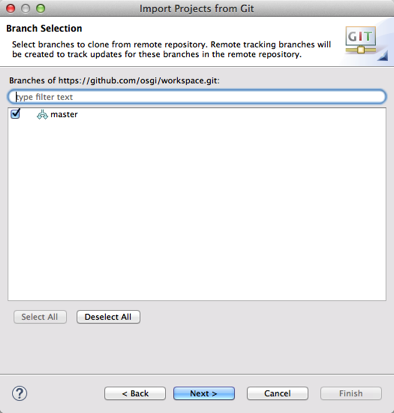 Import Projects from Git
Branch Selection
Select branches to clone from remote repository. Remote tracking branches will
be created to track updates for these branches in the remote repository.
GIT
Branches of https://github.com/osgi/workspace.git:
type filter text
master
Select All
Deselect All
?
< Back
Next >
Cancel
Finish